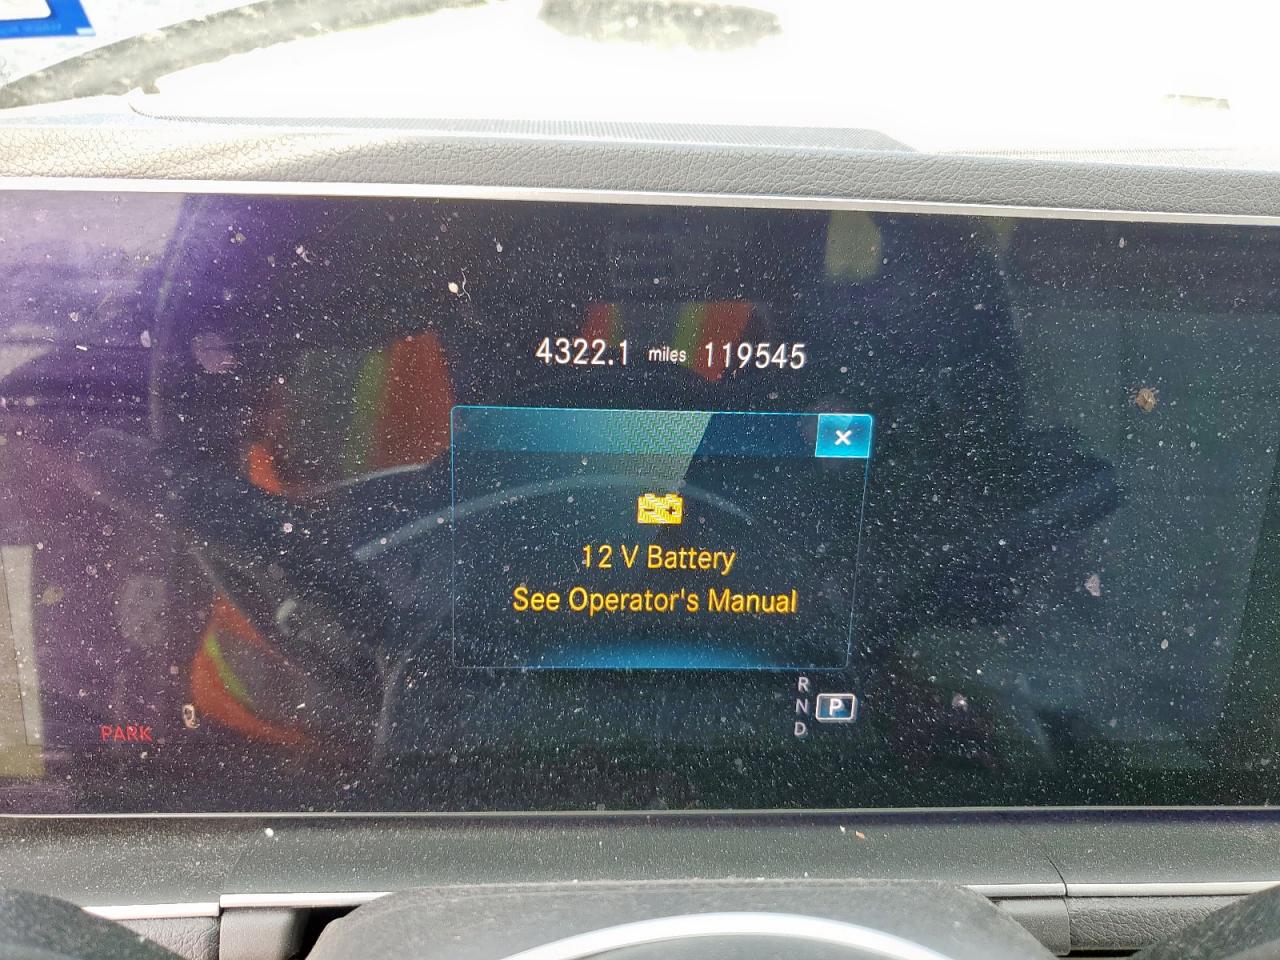 4322.1 miles 119545
×
12 V Battery
See Operator's Manual
R
N P
D
PARK